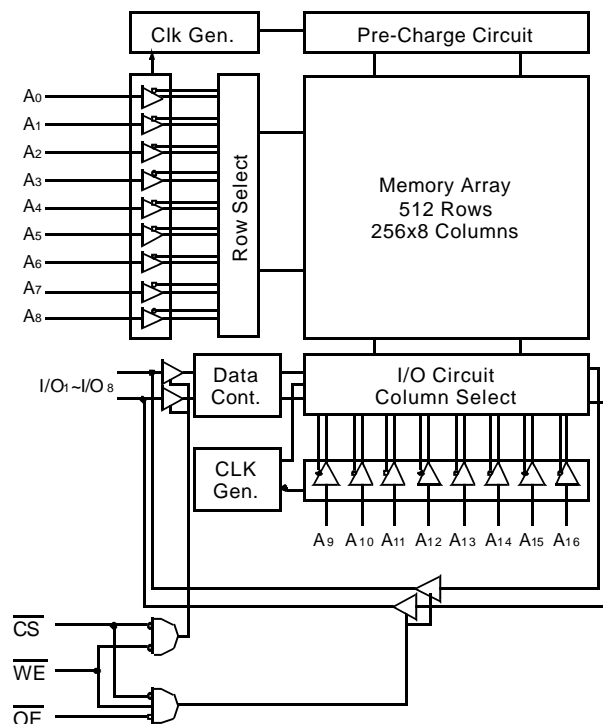 Clk Gen.
Pre-Charge Circuit
A0
A1
A2
A3
A4
A5
A6
A7
A8
Row Select
Memory Array
512 Rows
256x8 Columns
I/O1~I/O8
Data
Cont.
I/O Circuit
Column Select
CLK
Gen.
A9 A10 A11 A12 A13 A14 A15 A16
CS
WE
OE